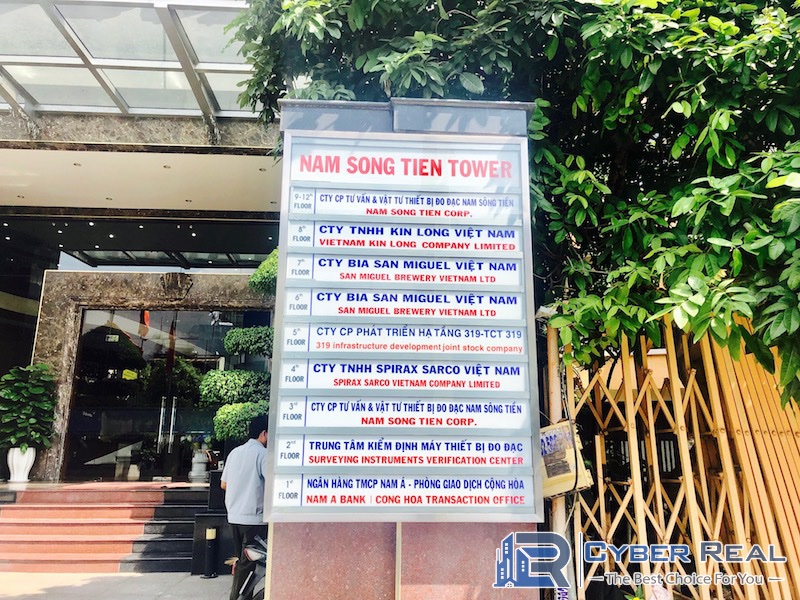 NAM SONG TIEN TOWER
9-12th FLOOR
CTY CP TƯ VẤN & VẬT TƯ THIẾT BỊ ĐO ĐẠC NAM SÔNG TIỀN
NAM SONG TIEN CORP.
8th FLOOR
CTY TNHH KIN LONG VIỆT NAM
VIETNAM KIN LONG COMPANY LIMITED
7th FLOOR
CTY BIA SAN MIGUEL VIỆT NAM
SAN MIGUEL BREWERY VIETNAM LTD
6th FLOOR
CTY BIA SAN MIGUEL VIỆT NAM
SAN MIGUEL BREWERY VIETNAM LTD
5th FLOOR
CTY CP PHÁT TRIỂN HẠ TẦNG 319-TCT 319
319 infrastructure development joint stock company
4th FLOOR
CTY TNHH SPIRAX SARCO VIỆT NAM
SPIRAX SARCO VIETNAM COMPANY LIMITED
3rd FLOOR
CTY CP TƯ VẤN & VẬT TƯ THIẾT BỊ ĐO ĐẠC NAM SÔNG TIỀN
NAM SONG TIEN CORP.
2nd FLOOR
TRUNG TÂM KIỂM ĐỊNH MÁY THIẾT BỊ ĐO ĐẠC
SURVEYING INSTRUMENTS VERIFICATION CENTER
1st FLOOR
NGÂN HÀNG TMCP NAM Á - PHÒNG GIAO DỊCH CỘNG HÒA
NAM A BANK | CONG HOA TRANSACTION OFFICE
CYBER REAL
The Best Choice For You